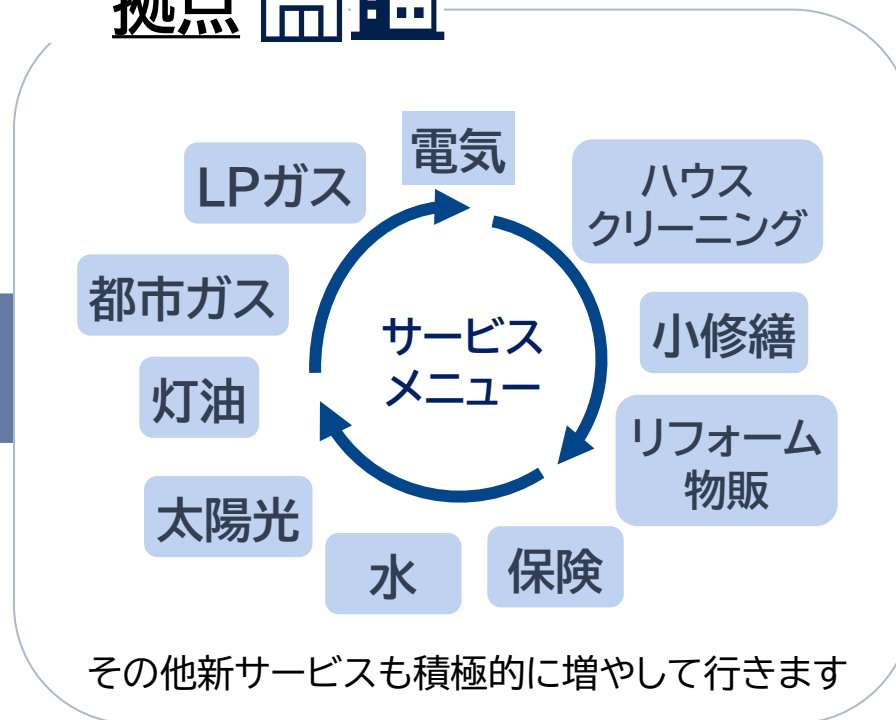 拠点
電気
ハウス
クリーニング
小修繕
リフォーム
物販
保険
水
太陽光
灯油
都市ガス
LPガス
サービス
メニュー
その他新サービスも積極的に増やして行きます